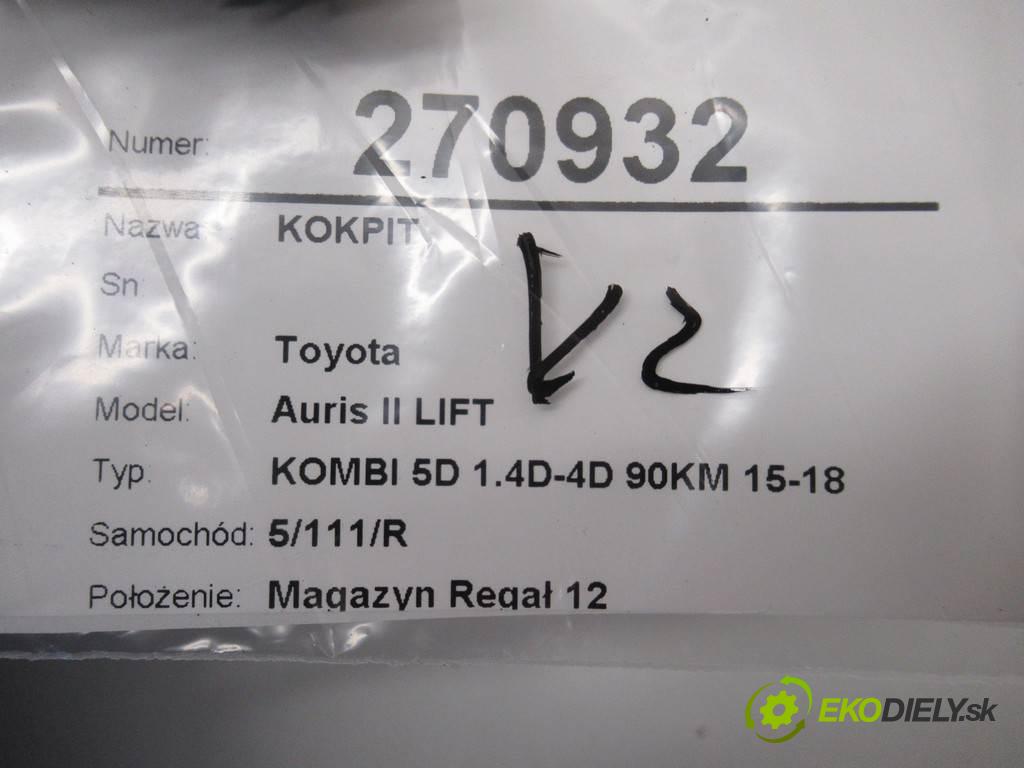 Numer: 270932
Nazwa KOKPIT
Sn
Marka: Toyota
Model: Auris II LIFT
Typ. KOMBI 5D 1.4D-4D 90KM 15-18
Samochód: 5/111/R
Położenie: Magazyn Regał 12
EKODIELY.sk